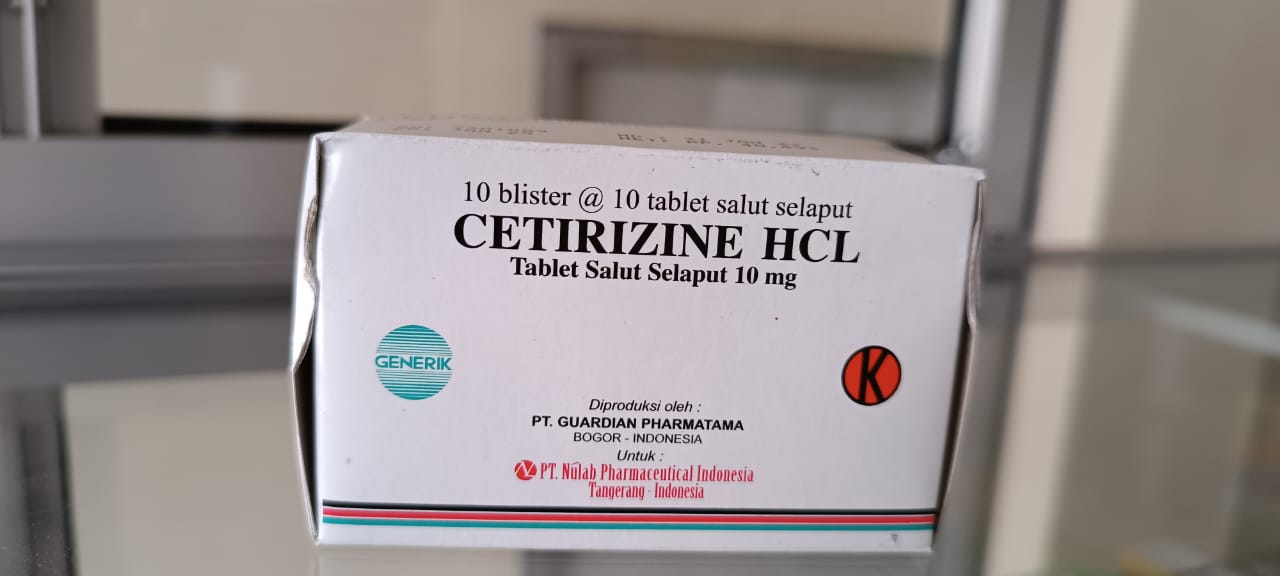 10 blister @ 10 tablet salut selaput
CETIRIZINE HCL
Tablet Salut Selaput 10 mg
GENERIK
K
Diproduksi oleh :
PT. GUARDIAN PHARMATAMA
BOGOR - INDONESIA
Untuk :
PT. Nulab Pharmaceutical Indonesia
Tangerang - Indonesia